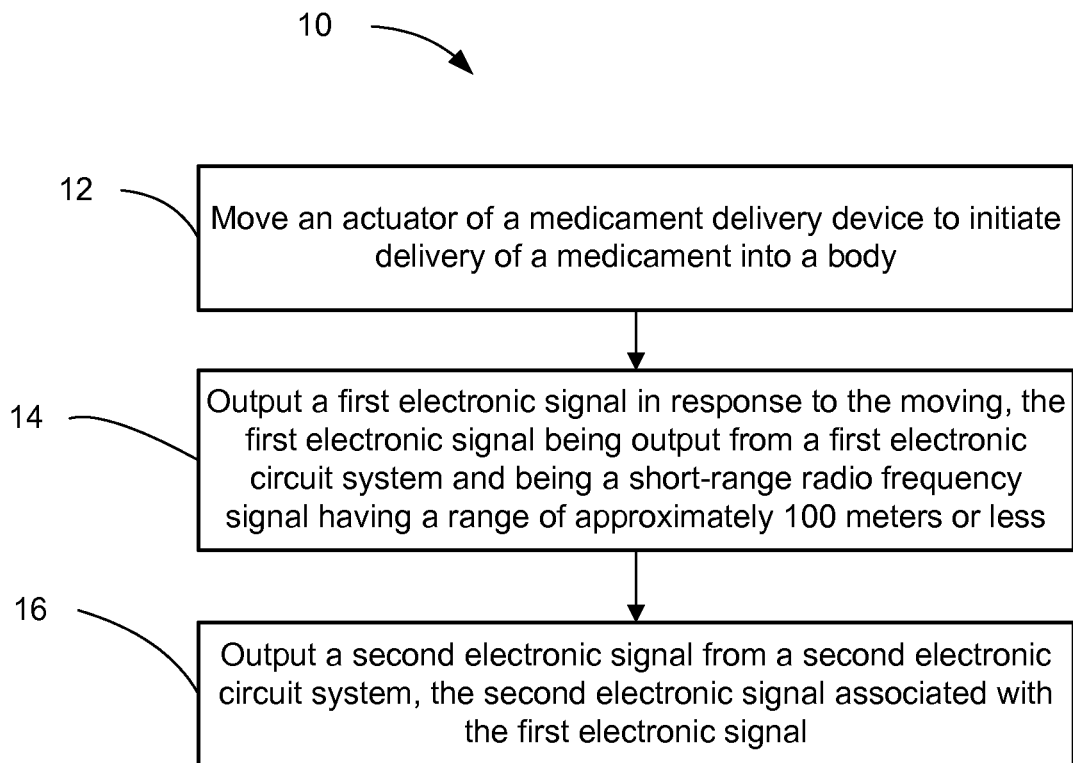 10
12
Move an actuator of a medicament delivery device to initiate
delivery of a medicament into a body
14
Output a first electronic signal in response to the moving, the
first electronic signal being output from a first electronic
circuit system and being a short-range radio frequency
signal having a range of approximately 100 meters or less
16
Output a second electronic signal from a second electronic
circuit system, the second electronic signal associated with
the first electronic signal